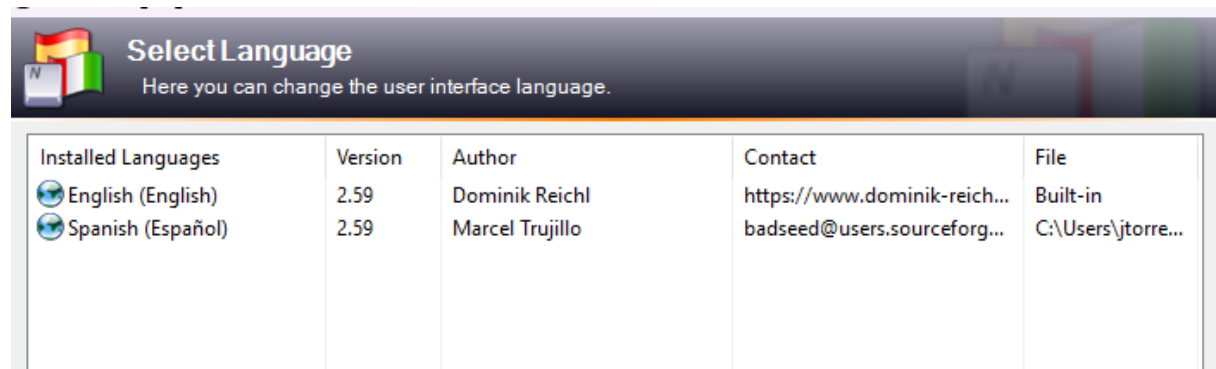 Select Language
Here you can change the user interface language.
Installed Languages Version Author Contact File
English (English) 2.59 Dominik Reichl https://www.dominik-reich... Built-in
Spanish (Español) 2.59 Marcel Trujillo badseed@users.sourceforg... C:\Users\jtorre...